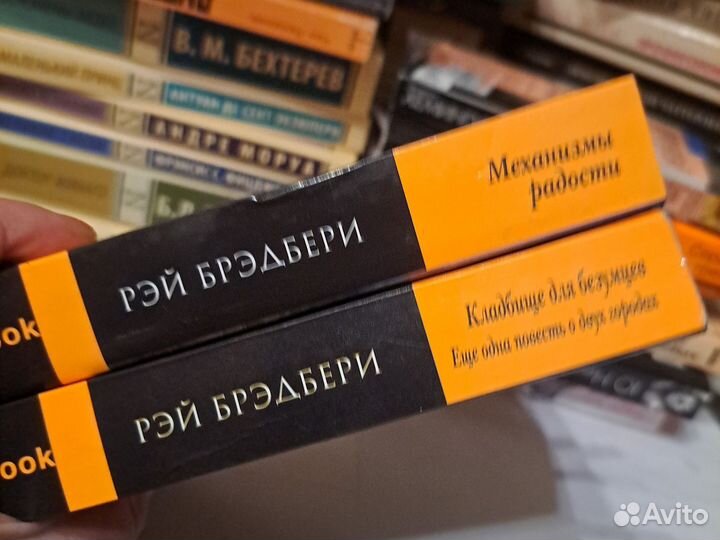 В. М. БЕХТЕРЕВ
АНТУАН ДЕ СЕНТ-ЭКЗЮПЕРИ
АНДРЕ МОРУА
Механизмы
радости
РЭЙ БРЭДБЕРИ
ook
Кладбище для безумцев
Еще одна повесть о двух городах
РЭЙ БРЭДБЕРИ
ook
Avito